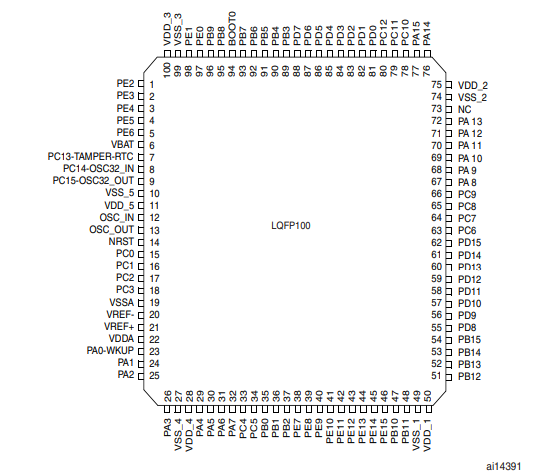 VDD_3 VSS_3 PE1 PE0 PB9 PB8 BOOT0 PB7 PB6 PB5 PB4 PB3 PD7 PD6 PD5 PD4 PD3 PD2 PD1 PD0 PC12 PC11 PC10 PA15 PA14
100 99 98 97 96 95 94 93 92 91 90 89 88 87 86 85 84 83 82 81 80 79 78 77 76
PE2 1 75 VDD_2
PE3 2 74 VSS_2
PE4 3 73 NC
PE5 4 72 PA 13
PE6 5 71 PA 12
VBAT 6 70 PA 11
PC13-TAMPER-RTC 7 69 PA 10
PC14-OSC32_IN 8 68 PA 9
PC15-OSC32_OUT 9 67 PA 8
VSS_5 10 66 PC9
VDD_5 11 65 PC8
OSC_IN 12 64 PC7
OSC_OUT 13 63 PC6
NRST 14 62 PD15
PC0 15 61 PD14
PC1 16 60 PD13
PC2 17 59 PD12
PC3 18 58 PD11
VSSA 19 57 PD10
VREF- 20 56 PD9
VREF+ 21 55 PD8
VDDA 22 54 PB15
PA0-WKUP 23 53 PB14
PA1 24 52 PB13
PA2 25 51 PB12
LQFP100
26 27 28 29 30 31 32 33 34 35 36 37 38 39 40 41 42 43 44 45 46 47 48 49 50
PA3 VSS_4 VDD_4 PA4 PA5 PA6 PA7 PC4 PC5 PB0 PB1 PB2 PE7 PE8 PE9 PE10 PE11 PE12 PE13 PE14 PE15 PB10 PB11 VSS_1 VDD_1
ai14391